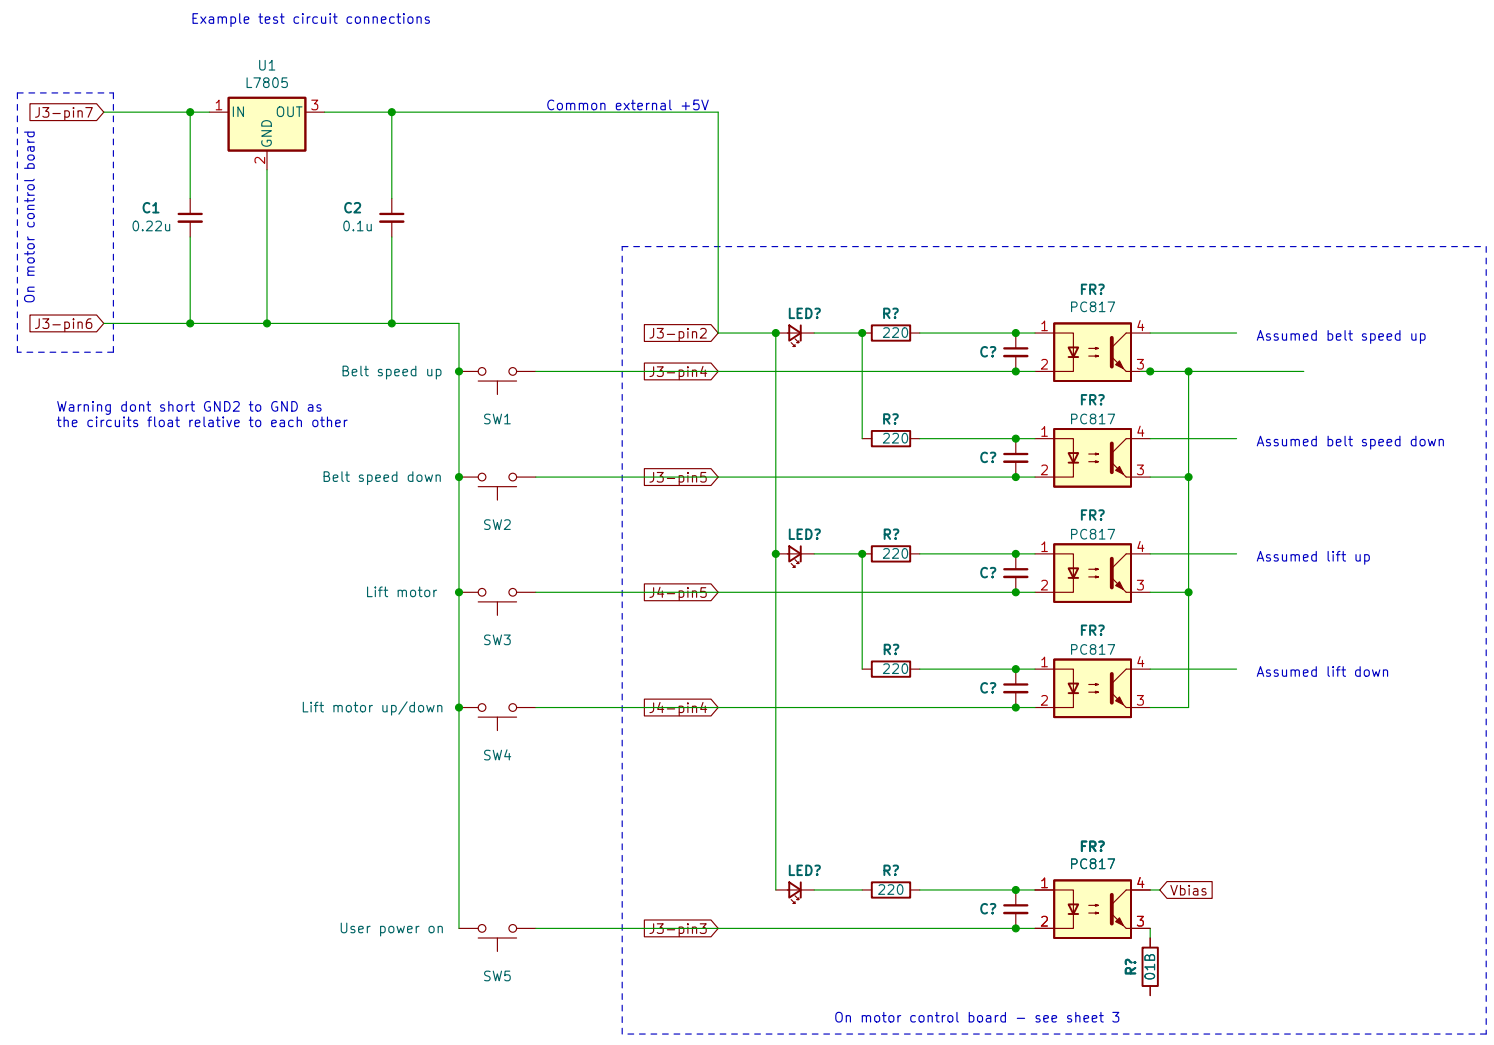 Example test circuit connections
U1
L7805
J3-pin7
1
IN
OUT
3
GND
2
Common external +5V
On motor control board
C1
0.22u
C2
0.1u
J3-pin6
Warning dont short GND2 to GND as
the circuits float relative to each other
Belt speed up
SW1
Belt speed down
SW2
Lift motor
SW3
Lift motor up/down
SW4
User power on
SW5
J3-pin2
LED?
R?
220
C?
FR?
PC817
1
2
4
3
Assumed belt speed up
J3-pin4
R?
220
C?
FR?
PC817
1
2
4
3
Assumed belt speed down
J3-pin5
LED?
R?
220
C?
FR?
PC817
1
2
4
3
Assumed lift up
J4-pin5
R?
220
C?
FR?
PC817
1
2
4
3
Assumed lift down
J4-pin4
LED?
R?
220
C?
FR?
PC817
1
2
4
3
Vbias
J3-pin3
R?
01B
On motor control board - see sheet 3